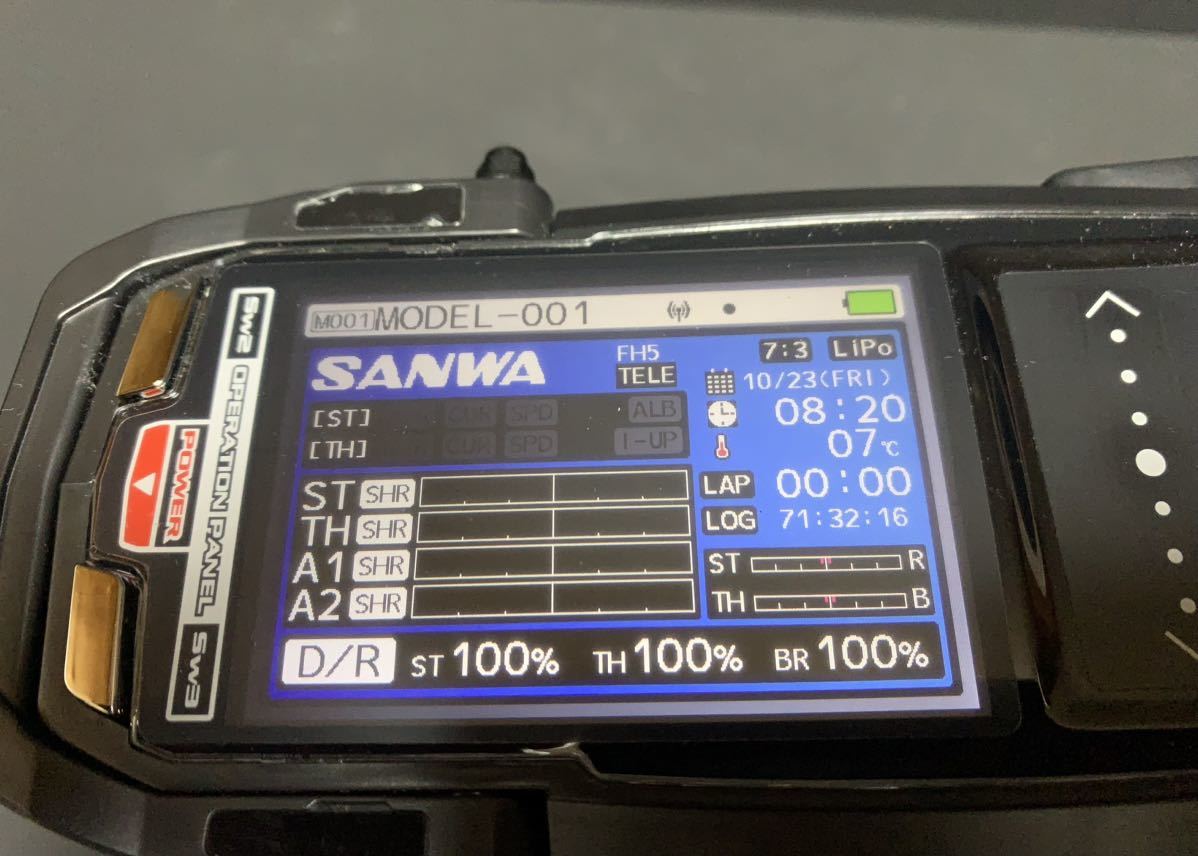 M001 MODEL-001
SANWA
FH5
TELE
7:3 LiPo
10/23(FRI)
08:20
07℃
[ST] CUR SPD ALB
[TH] CUR SPD I-UP
LAP 00:00
LOG 71:32:16
ST SHR
TH SHR
A1 SHR
A2 SHR
ST R
TH B
D/R ST 100% TH 100% BR 100%
SW2 OPERATION PANEL SW3
POWER